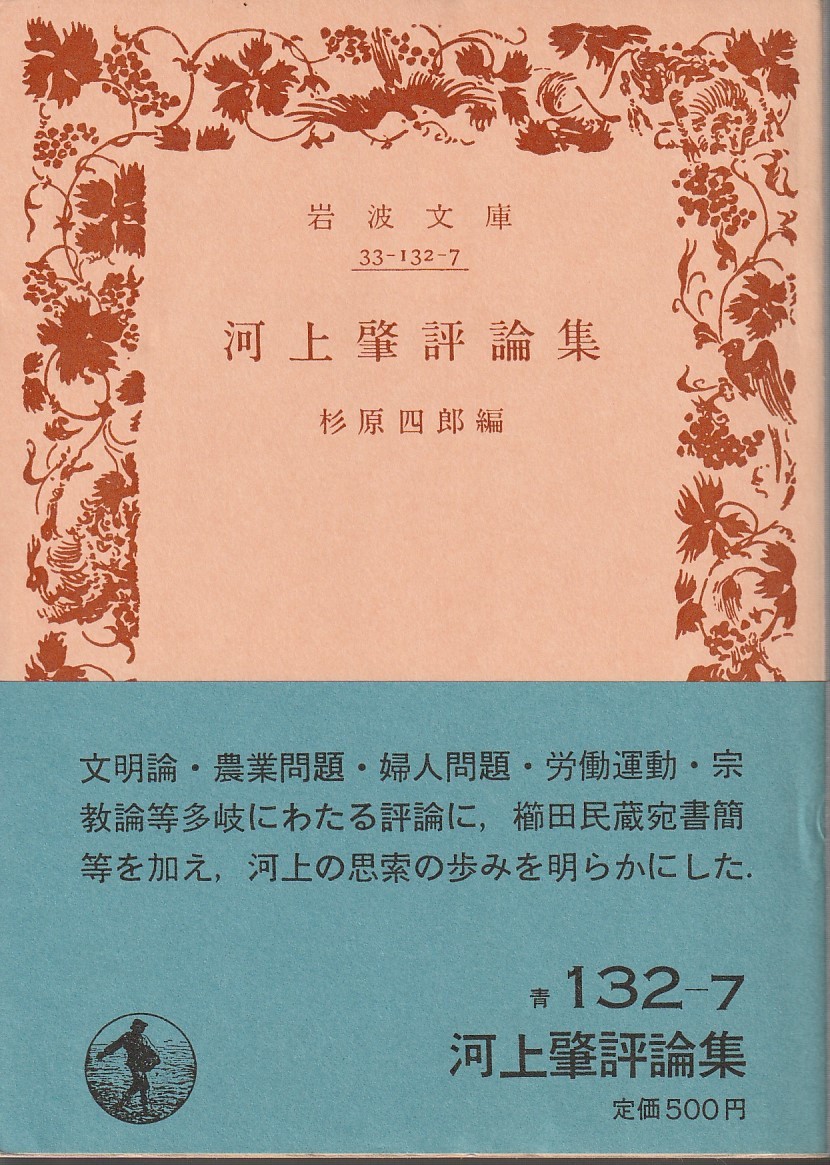 岩波文庫
33-132-7
河上肇評論集
杉原四郎編
文明論・農業問題・婦人問題・労働運動・宗
教論等多岐にわたる評論に，櫛田民蔵宛書簡
等を加え，河上の思索の歩みを明らかにした．
青 132-7
河上肇評論集
定価500円